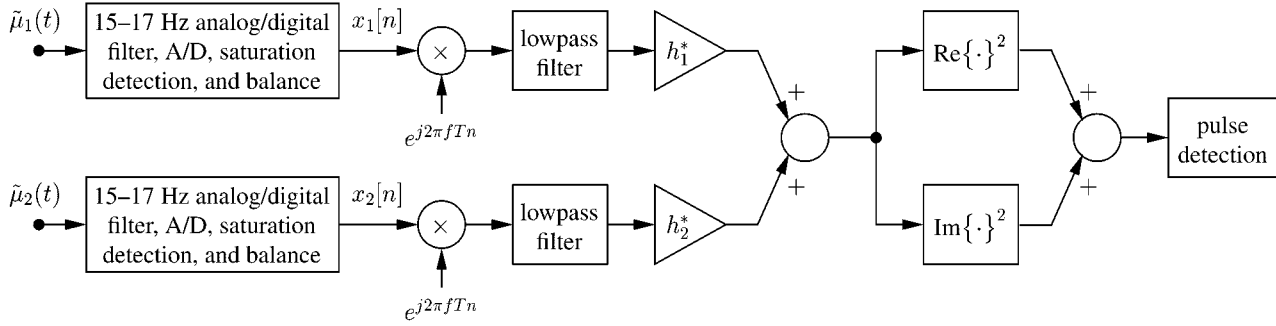 μ̃₁(t)
15–17 Hz analog/digital
filter, A/D, saturation
detection, and balance
x₁[n]
×
e^{j2πfTn}
lowpass
filter
h₁*
+
+
Re{·}²
Im{·}²
+
+
pulse
detection
μ̃₂(t)
15–17 Hz analog/digital
filter, A/D, saturation
detection, and balance
x₂[n]
×
e^{j2πfTn}
lowpass
filter
h₂*